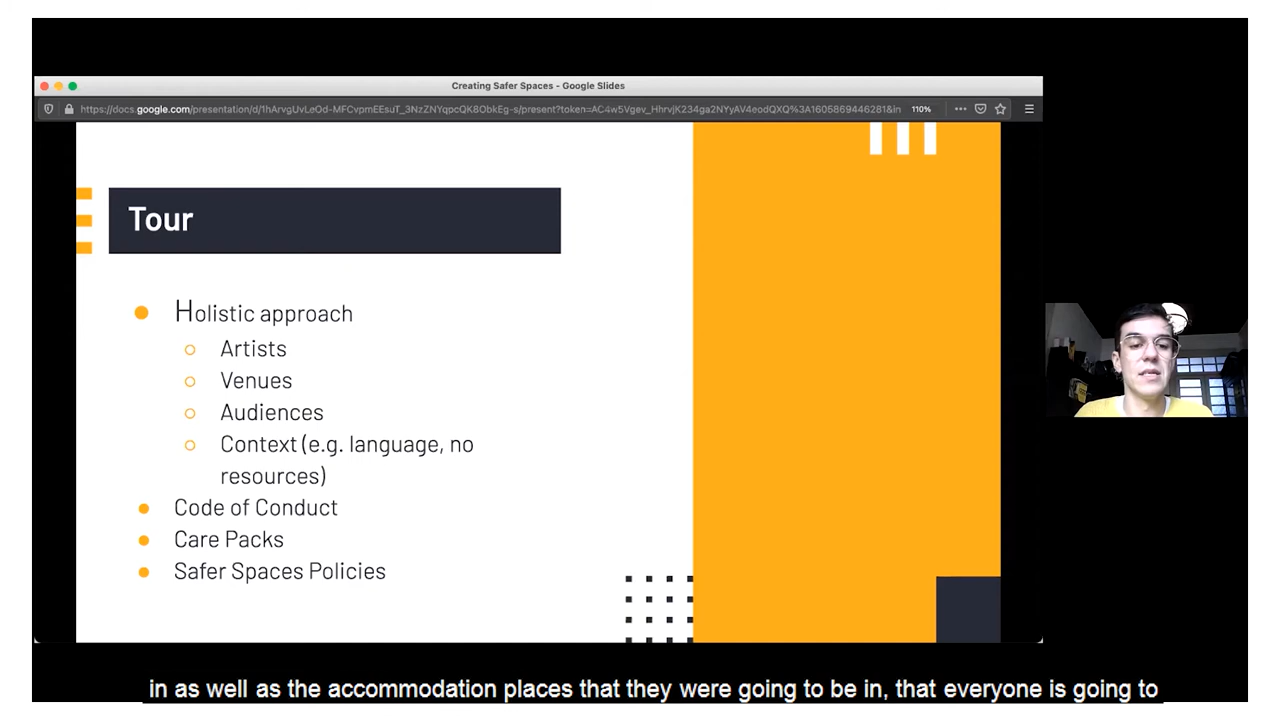 Creating Safer Spaces - Google Slides
110%
Tour
Holistic approach
Artists
Venues
Audiences
Context (e.g. language, no
resources)
Code of Conduct
Care Packs
Safer Spaces Policies
in as well as the accommodation places that they were going to be in, that everyone is going to